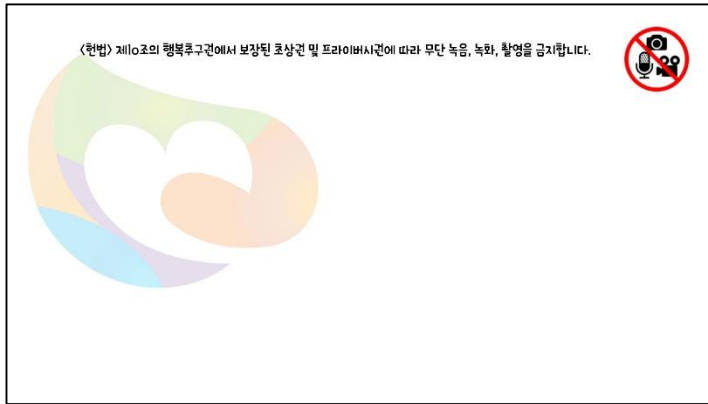 <헌법> 제10조의 행복추구권에서 보장된 초상권 및 프라이버시권에 따라 무단 녹음, 녹화, 촬영을 금지합니다.